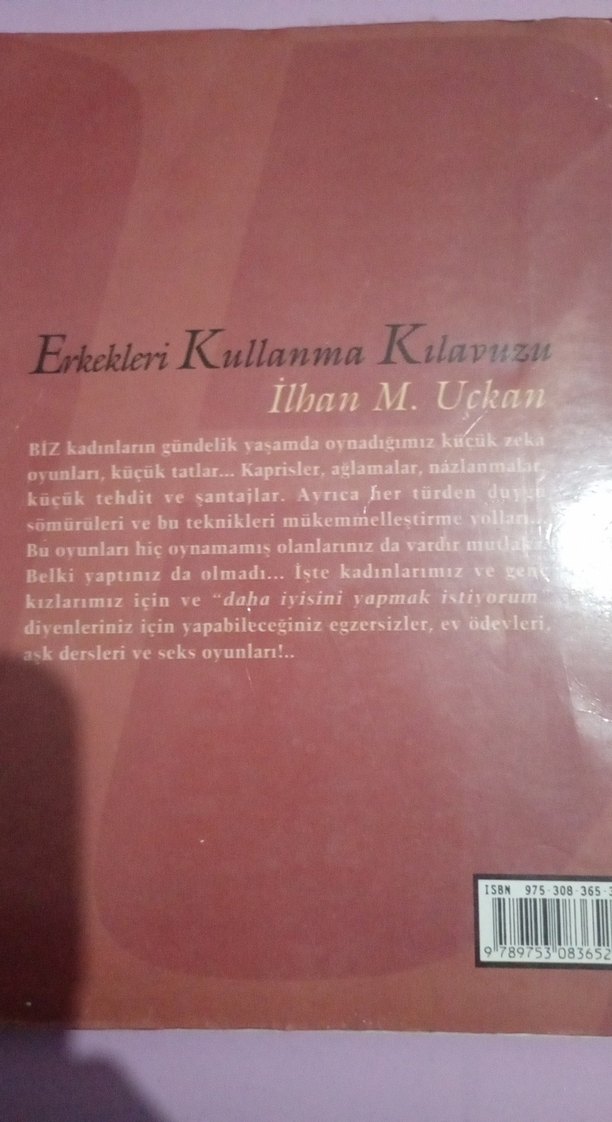 Erkekleri Kullanma Kılavuzu
İlhan M. Uçkan
BİZ kadınların gündelik yaşamda oynadığımız küçük zeka
oyunları, küçük tatlar... Kaprisler, ağlamalar, nazlanmalar,
küçük tehdit ve şantajlar. Ayrıca her türden duygu
sömürüleri ve bu teknikleri mükemmelleştirme yolları...
Bu oyunları hiç oynamamış olanlarınız da vardır
Belki yaptınız da olmadı... İşte kadınlarımız ve
kızlarımız için ve "daha iyisini yapmak istiyorum
diyenleriniz için yapabileceğiniz egzersizler, ev ödevleri,
aşk dersleri ve seks oyunları!..
ISBN 975-308-365-
9 789753 083652